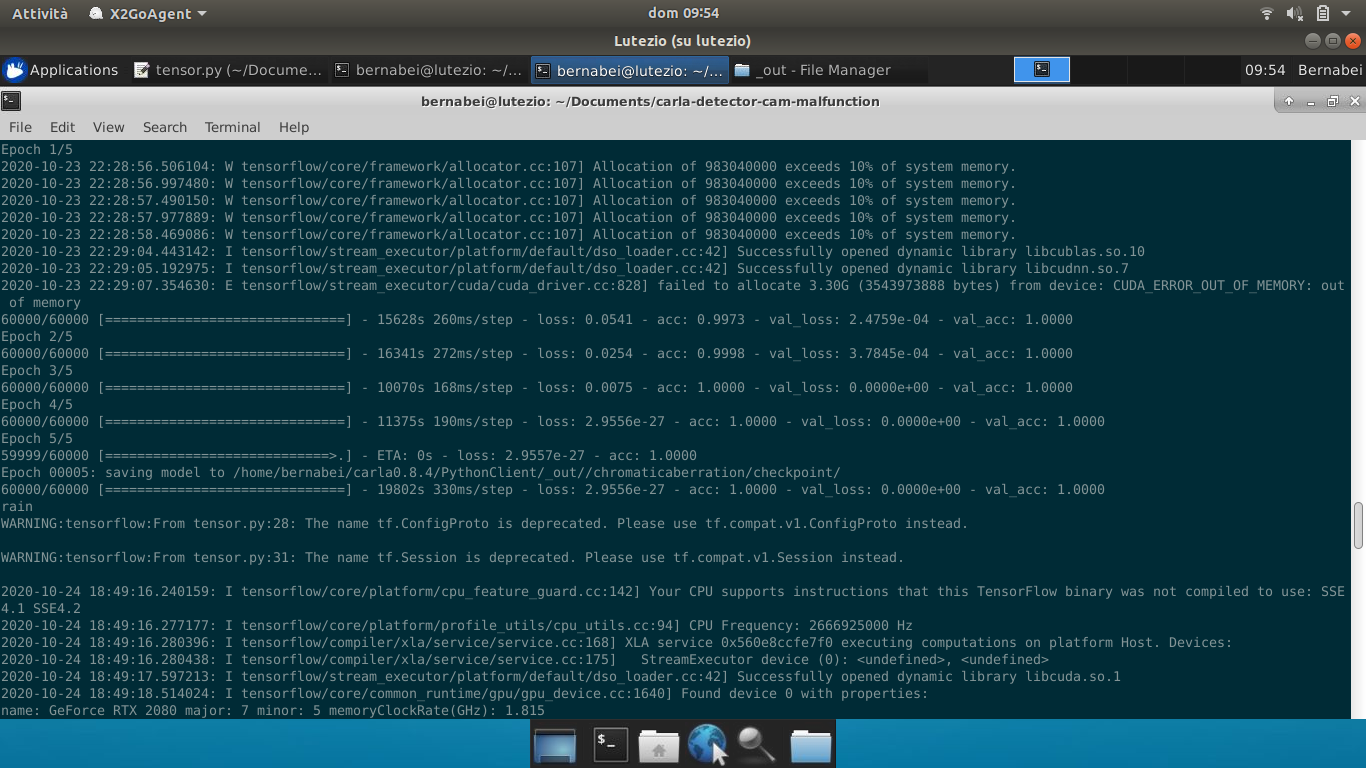 Attività X2GoAgent dom 09:54
Lutezio (su lutezio)
Applications tensor.py (~/Docume... bernabei@lutezio: ~/... bernabei@lutezio: ~/... _out - File Manager 09:54 Bernabei
bernabei@lutezio: ~/Documents/carla-detector-cam-malfunction
File Edit View Search Terminal Help
Epoch 1/5
2020-10-23 22:28:56.506104: W tensorflow/core/framework/allocator.cc:107] Allocation of 983040000 exceeds 10% of system memory.
2020-10-23 22:28:56.997480: W tensorflow/core/framework/allocator.cc:107] Allocation of 983040000 exceeds 10% of system memory.
2020-10-23 22:28:57.490150: W tensorflow/core/framework/allocator.cc:107] Allocation of 983040000 exceeds 10% of system memory.
2020-10-23 22:28:57.977889: W tensorflow/core/framework/allocator.cc:107] Allocation of 983040000 exceeds 10% of system memory.
2020-10-23 22:28:58.469086: W tensorflow/core/framework/allocator.cc:107] Allocation of 983040000 exceeds 10% of system memory.
2020-10-23 22:29:04.443142: I tensorflow/stream_executor/platform/default/dso_loader.cc:42] Successfully opened dynamic library libcublas.so.10
2020-10-23 22:29:05.192975: I tensorflow/stream_executor/platform/default/dso_loader.cc:42] Successfully opened dynamic library libcudnn.so.7
2020-10-23 22:29:07.354630: E tensorflow/stream_executor/cuda/cuda_driver.cc:828] failed to allocate 3.30G (3543973888 bytes) from device: CUDA_ERROR_OUT_OF_MEMORY: out
of memory
60000/60000 [==============================] - 15628s 260ms/step - loss: 0.0541 - acc: 0.9973 - val_loss: 2.4759e-04 - val_acc: 1.0000
Epoch 2/5
60000/60000 [==============================] - 16341s 272ms/step - loss: 0.0254 - acc: 0.9998 - val_loss: 3.7845e-04 - val_acc: 1.0000
Epoch 3/5
60000/60000 [==============================] - 10070s 168ms/step - loss: 0.0075 - acc: 1.0000 - val_loss: 0.0000e+00 - val_acc: 1.0000
Epoch 4/5
60000/60000 [==============================] - 11375s 190ms/step - loss: 2.9556e-27 - acc: 1.0000 - val_loss: 0.0000e+00 - val_acc: 1.0000
Epoch 5/5
59999/60000 [============================>.] - ETA: 0s - loss: 2.9557e-27 - acc: 1.0000
Epoch 00005: saving model to /home/bernabei/carla0.8.4/PythonClient/_out//chromaticaberration/checkpoint/
60000/60000 [==============================] - 19802s 330ms/step - loss: 2.9556e-27 - acc: 1.0000 - val_loss: 0.0000e+00 - val_acc: 1.0000
rain
WARNING:tensorflow:From tensor.py:28: The name tf.ConfigProto is deprecated. Please use tf.compat.v1.ConfigProto instead.
WARNING:tensorflow:From tensor.py:31: The name tf.Session is deprecated. Please use tf.compat.v1.Session instead.
2020-10-24 18:49:16.240159: I tensorflow/core/platform/cpu_feature_guard.cc:142] Your CPU supports instructions that this TensorFlow binary was not compiled to use: SSE
4.1 SSE4.2
2020-10-24 18:49:16.277177: I tensorflow/core/platform/profile_utils/cpu_utils.cc:94] CPU Frequency: 2666925000 Hz
2020-10-24 18:49:16.280396: I tensorflow/compiler/xla/service/service.cc:168] XLA service 0x560e8ccfe7f0 executing computations on platform Host. Devices:
2020-10-24 18:49:16.280438: I tensorflow/compiler/xla/service/service.cc:175]   StreamExecutor device (0): <undefined>, <undefined>
2020-10-24 18:49:17.597213: I tensorflow/stream_executor/platform/default/dso_loader.cc:42] Successfully opened dynamic library libcuda.so.1
2020-10-24 18:49:18.514024: I tensorflow/core/common_runtime/gpu/gpu_device.cc:1640] Found device 0 with properties:
name: GeForce RTX 2080 major: 7 minor: 5 memoryClockRate(GHz): 1.815